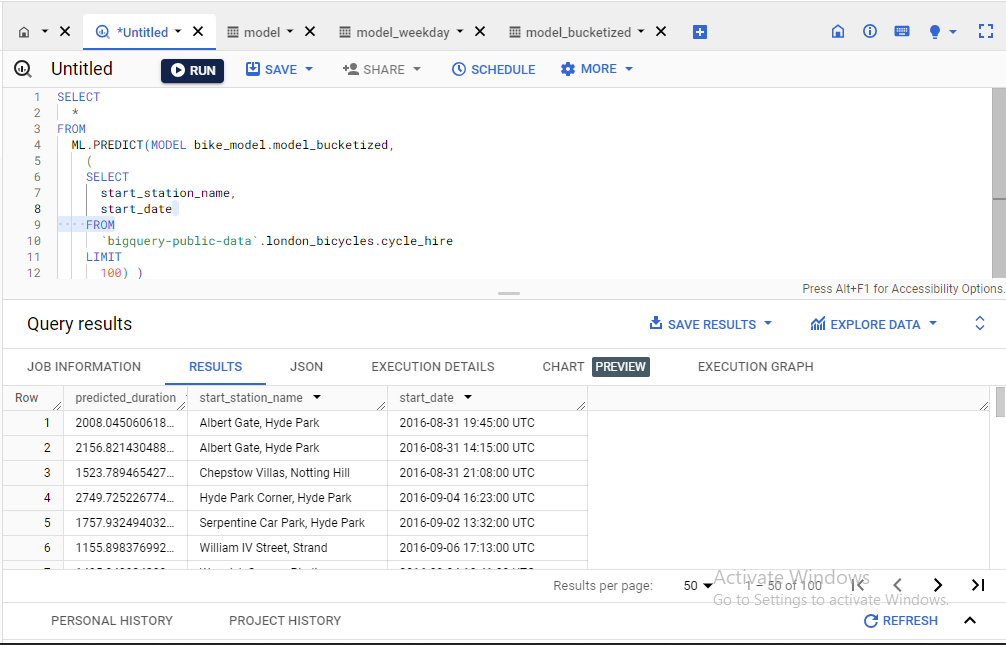 *Untitled model model_weekday model_bucketized
Untitled RUN SAVE SHARE SCHEDULE MORE
1 SELECT
2 *
3 FROM
4 ML.PREDICT(MODEL bike_model.model_bucketized,
5 (
6 SELECT
7 start_station_name,
8 start_date
9 FROM
10 `bigquery-public-data`.london_bicycles.cycle_hire
11 LIMIT
12 100) )
Press Alt+F1 for Accessibility Options.
Query results SAVE RESULTS EXPLORE DATA
JOB INFORMATION RESULTS JSON EXECUTION DETAILS CHART PREVIEW EXECUTION GRAPH
Row predicted_duration start_station_name start_date
1 2008.045060618... Albert Gate, Hyde Park 2016-08-31 19:45:00 UTC
2 2156.821430488... Albert Gate, Hyde Park 2016-08-31 14:15:00 UTC
3 1523.789465427... Chepstow Villas, Notting Hill 2016-08-31 21:08:00 UTC
4 2749.725226774... Hyde Park Corner, Hyde Park 2016-09-04 16:23:00 UTC
5 1757.932494032... Serpentine Car Park, Hyde Park 2016-09-02 13:32:00 UTC
6 1155.898376992... William IV Street, Strand 2016-09-06 17:13:00 UTC
Results per page: 50 1 – 50 of 100
Activate Windows
Go to Settings to activate Windows.
PERSONAL HISTORY PROJECT HISTORY REFRESH